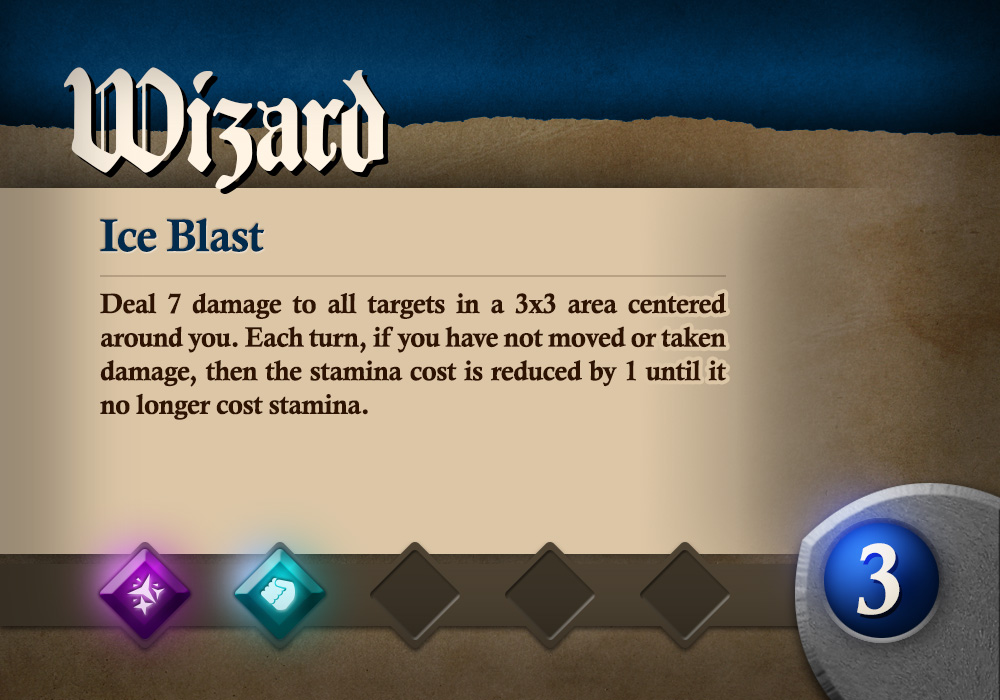 Wizard
Ice Blast
Deal 7 damage to all targets in a 3x3 area centered
around you. Each turn, if you have not moved or taken
damage, then the stamina cost is reduced by 1 until it
no longer cost stamina.
3